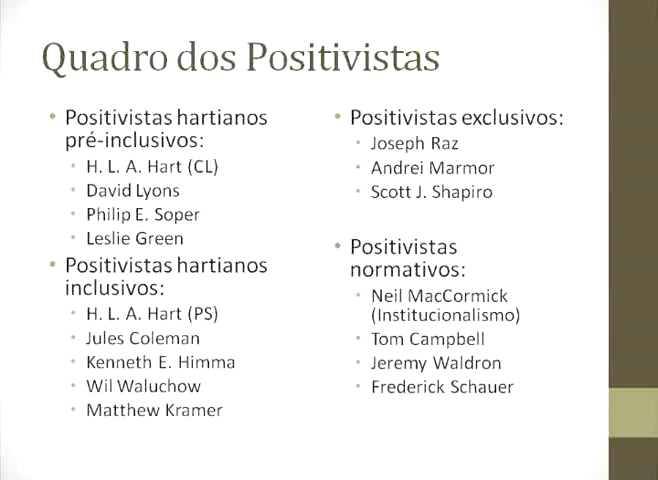 Quadro dos Positivistas
• Positivistas hartianos
pré-inclusivos:
• H. L. A. Hart (CL)
• David Lyons
• Philip E. Soper
• Leslie Green
• Positivistas hartianos
inclusivos:
• H. L. A. Hart (PS)
• Jules Coleman
• Kenneth E. Himma
• Wil Waluchow
• Matthew Kramer
• Positivistas exclusivos:
• Joseph Raz
• Andrei Marmor
• Scott J. Shapiro
• Positivistas
normativos:
• Neil MacCormick
(Institucionalismo)
• Tom Campbell
• Jeremy Waldron
• Frederick Schauer